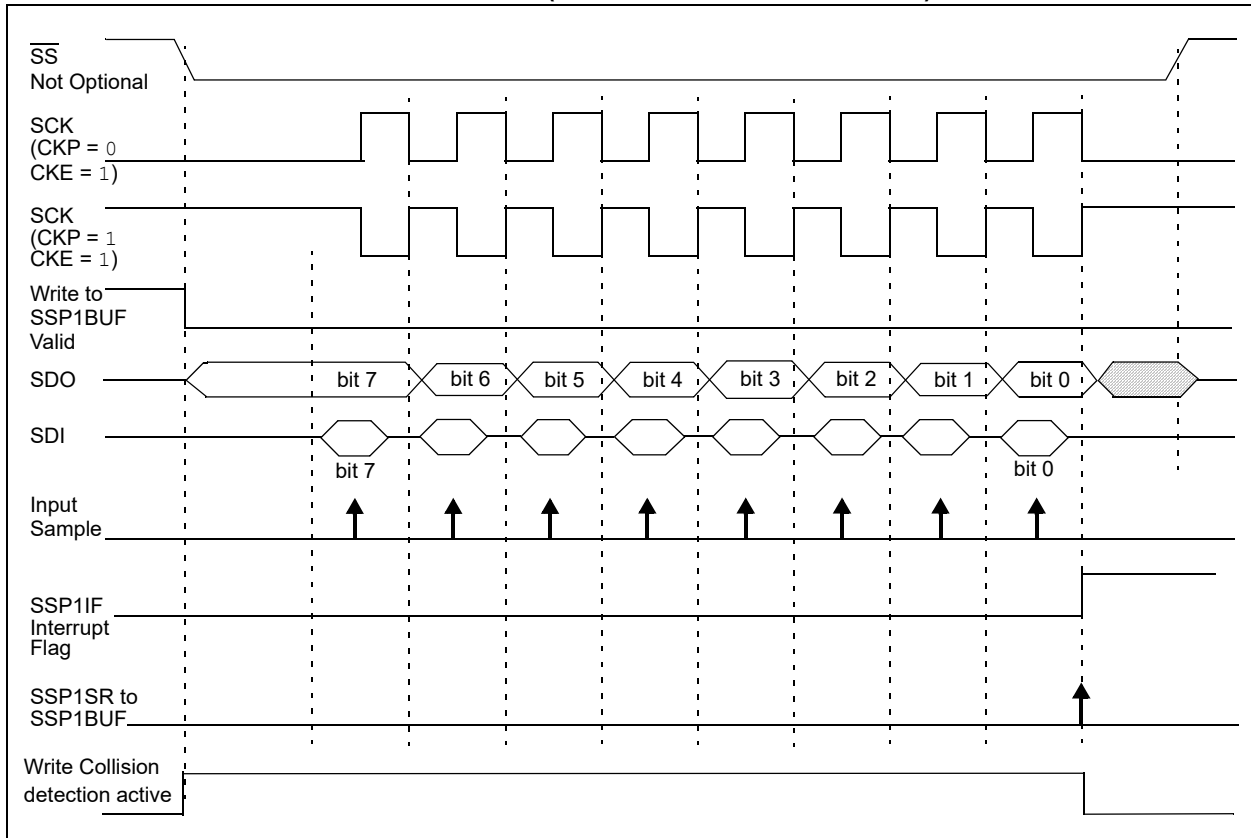 SS
Not Optional
SCK
(CKP = 0
CKE = 1)
SCK
(CKP = 1
CKE = 1)
Write to
SSP1BUF
Valid
SDO
bit 7 bit 6 bit 5 bit 4 bit 3 bit 2 bit 1 bit 0
SDI
bit 7 bit 0
Input
Sample
SSP1IF
Interrupt
Flag
SSP1SR to
SSP1BUF
Write Collision
detection active